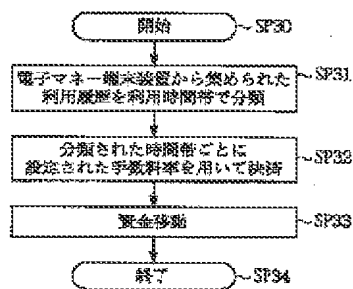 開始
SP30
電子マネー端末装置から集められた
利用履歴を利用時間帯で分類
SP31
分類された時間帯ごとに
設定された手数料率を用いて決済
SP32
資金移動
SP33
終了
SP34